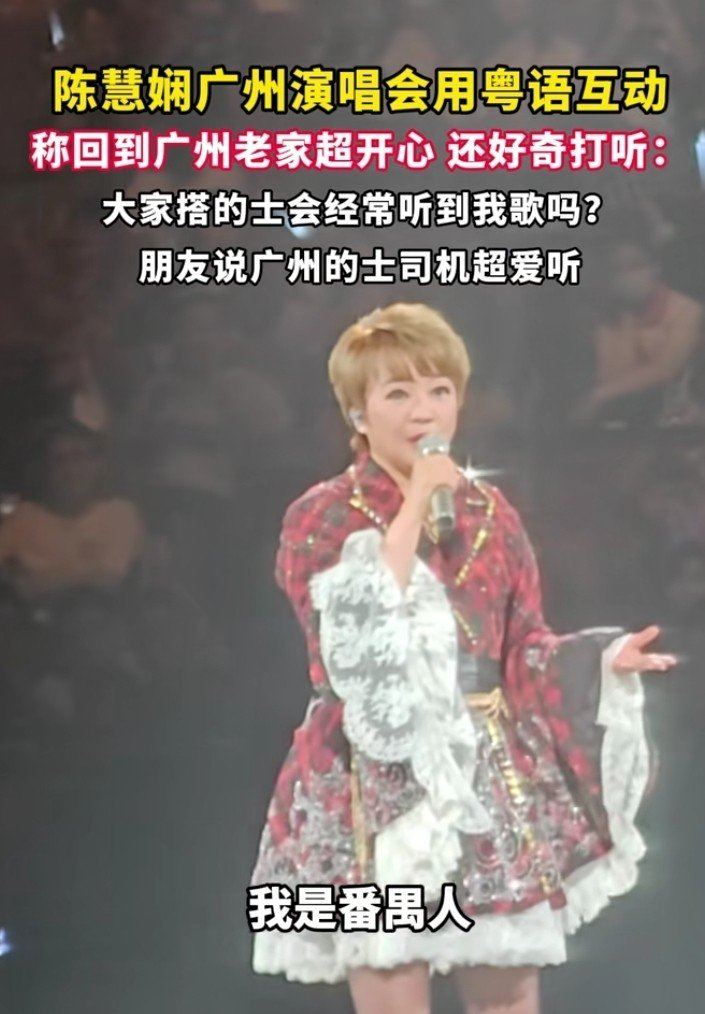 陈慧娴广州演唱会用粤语互动
称回到广州老家超开心 还好奇打听：
大家搭的士会经常听到我歌吗？
朋友说广州的士司机超爱听
我是番禺人